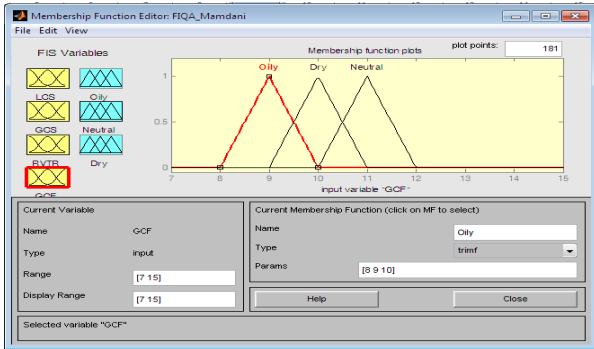 Membership Function Editor: FIQA_Mamdani
File Edit View
FIS Variables
LCS
Oily
GCS
Neutral
RVTR
Dry
GCF
Membership function plots
plot points:
181
Oily
Dry
Neutral
1
0.5
0
7
8
9
10
11
12
13
14
15
input variable "GCF"
Current Variable
Name
GCF
Type
input
Range
[7 15]
Display Range
[7 15]
Current Membership Function (click on MF to select)
Name
Oily
Type
trimf
Params
[8 9 10]
Help
Close
Selected variable "GCF"